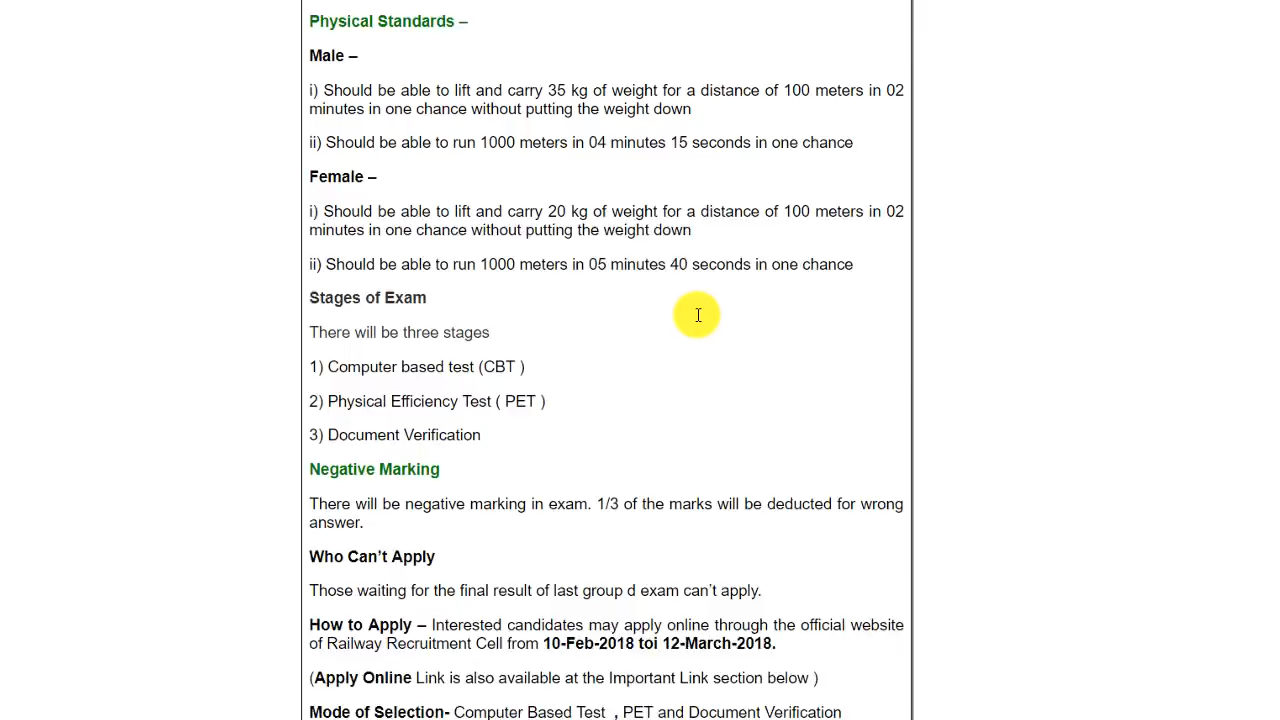 Physical Standards –
Male –
i) Should be able to lift and carry 35 kg of weight for a distance of 100 meters in 02
minutes in one chance without putting the weight down
ii) Should be able to run 1000 meters in 04 minutes 15 seconds in one chance
Female –
i) Should be able to lift and carry 20 kg of weight for a distance of 100 meters in 02
minutes in one chance without putting the weight down
ii) Should be able to run 1000 meters in 05 minutes 40 seconds in one chance
Stages of Exam
There will be three stages
1) Computer based test (CBT )
2) Physical Efficiency Test ( PET )
3) Document Verification
Negative Marking
There will be negative marking in exam. 1/3 of the marks will be deducted for wrong
answer.
Who Can’t Apply
Those waiting for the final result of last group d exam can’t apply.
How to Apply – Interested candidates may apply online through the official website
of Railway Recruitment Cell from 10-Feb-2018 toi 12-March-2018.
(Apply Online Link is also available at the Important Link section below )
Mode of Selection- Computer Based Test , PET and Document Verification